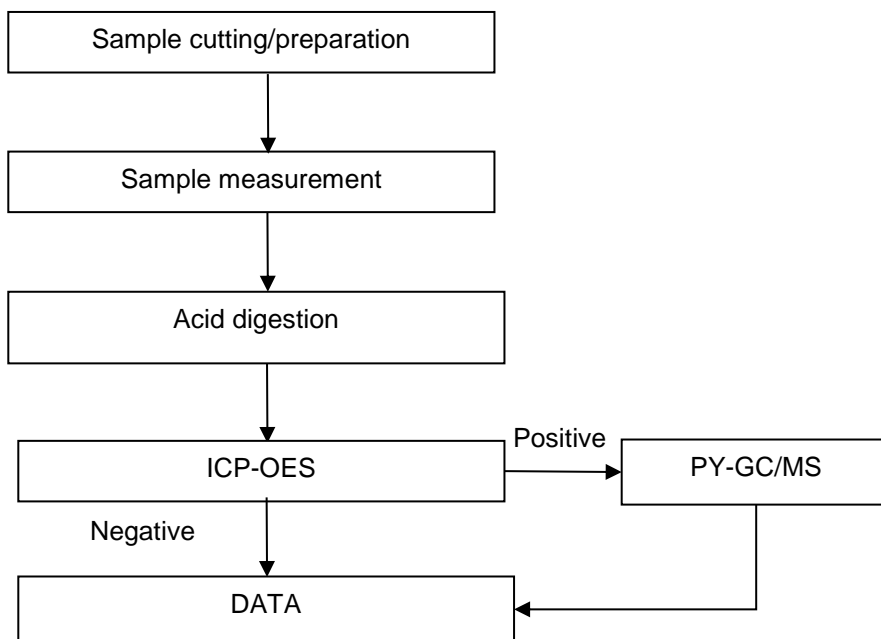 Sample cutting/preparation
Sample measurement
Acid digestion
ICP-OES
Positive
PY-GC/MS
Negative
DATA